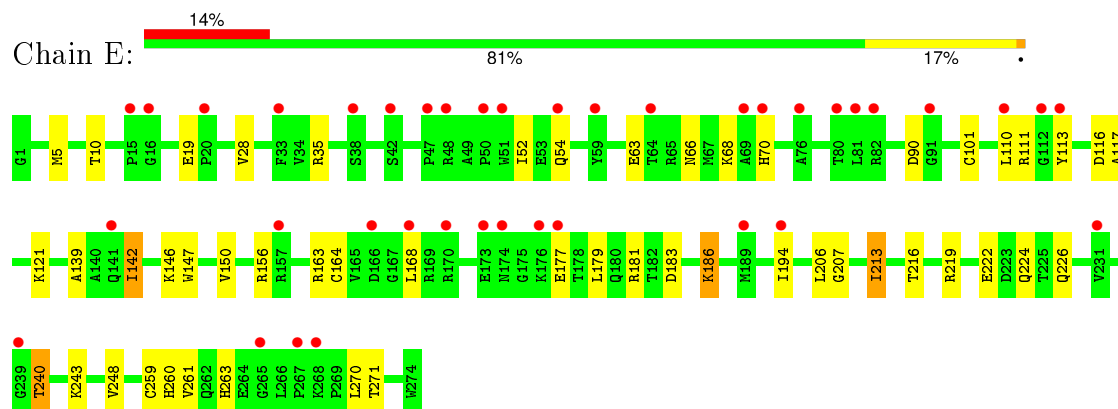 14%
Chain E:
81% 17% •
G1 M5 T10 P15 G16 E19 P20 V28 F33 V34 R35 S38 S42 P47 R48 A49 P50 W51 I52 E53 Q54 Y59 E63 T64 R65 N66 M67 K68 A69 H70 A76 T80 L81 R82 D90 G91 C101 L110 R111 G112 Y113 D116 A117
K121 A139 A140 Q141 I142 K146 W147 V150 R156 R157 R163 C164 V165 D166 G167 L168 R169 R170 E173 N174 G175 K176 E177 T178 L179 Q180 R181 T182 D183 K186 M189 I194 L206 G207 I213 T216 R219 E222 D223 Q224 T225 Q226 V231
G239 T240 K243 V248 C259 H260 V261 Q262 H263 E264 G265 L266 P267 K268 P269 L270 T271 W274